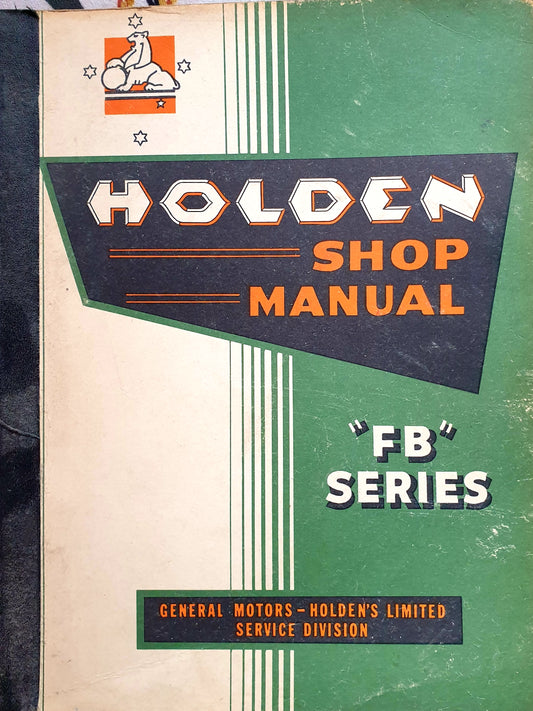 HOLDEN
SHOP
MANUAL
"FB"
SERIES
GENERAL MOTORS – HOLDEN'S LIMITED
SERVICE DIVISION